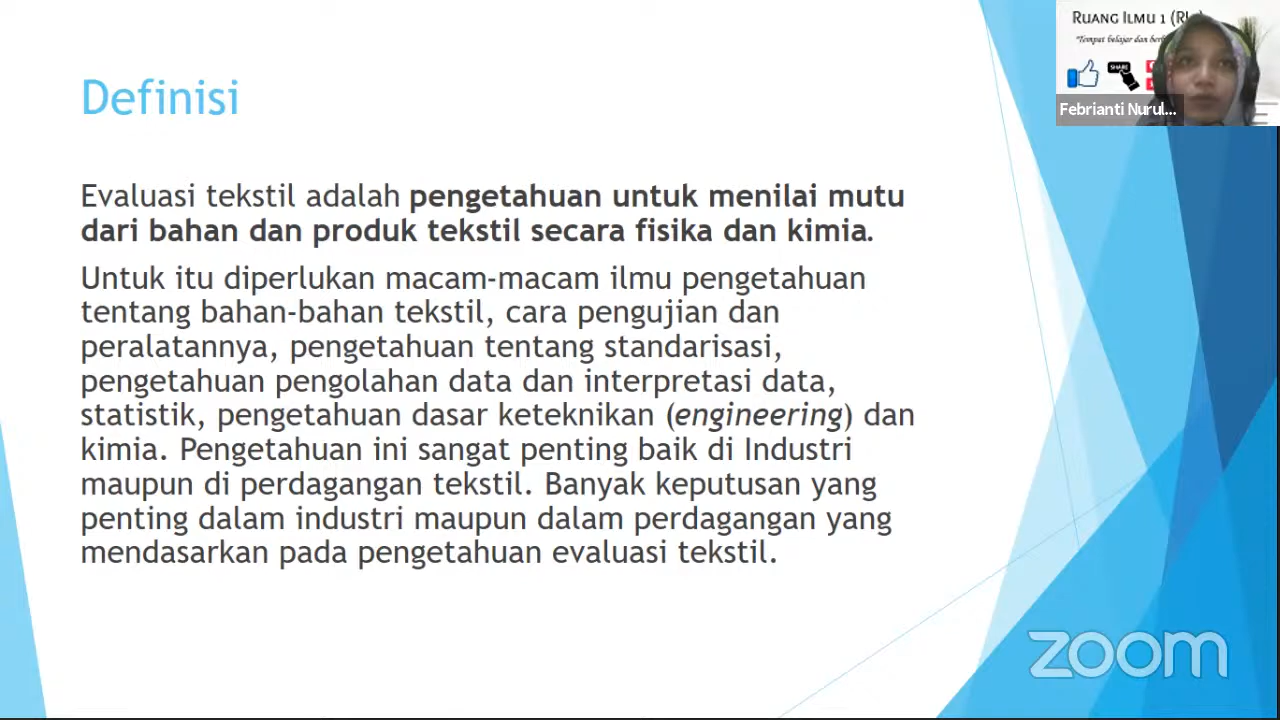 Definisi
Evaluasi tekstil adalah pengetahuan untuk menilai mutu
dari bahan dan produk tekstil secara fisika dan kimia.
Untuk itu diperlukan macam-macam ilmu pengetahuan
tentang bahan-bahan tekstil, cara pengujian dan
peralatannya, pengetahuan tentang standarisasi,
pengetahuan pengolahan data dan interpretasi data,
statistik, pengetahuan dasar keteknikan (engineering) dan
kimia. Pengetahuan ini sangat penting baik di Industri
maupun di perdagangan tekstil. Banyak keputusan yang
penting dalam industri maupun dalam perdagangan yang
mendasarkan pada pengetahuan evaluasi tekstil.
RUANG ILMU 1
"Tempat belajar dan
SHARE
Febrianti Nurul...
zoom